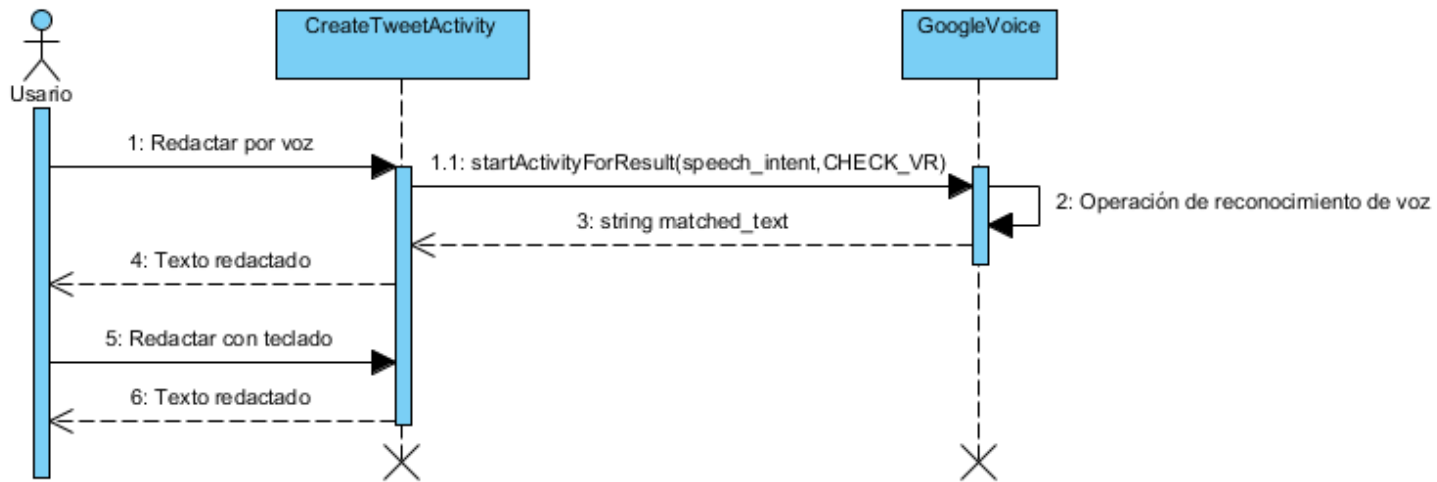 CreateTweetActivity
GoogleVoice
Usario
1: Redactar por voz
1.1: startActivityForResult(speech_intent,CHECK_VR)
2: Operación de reconocimiento de voz
3: string matched_text
4: Texto redactado
5: Redactar con teclado
6: Texto redactado